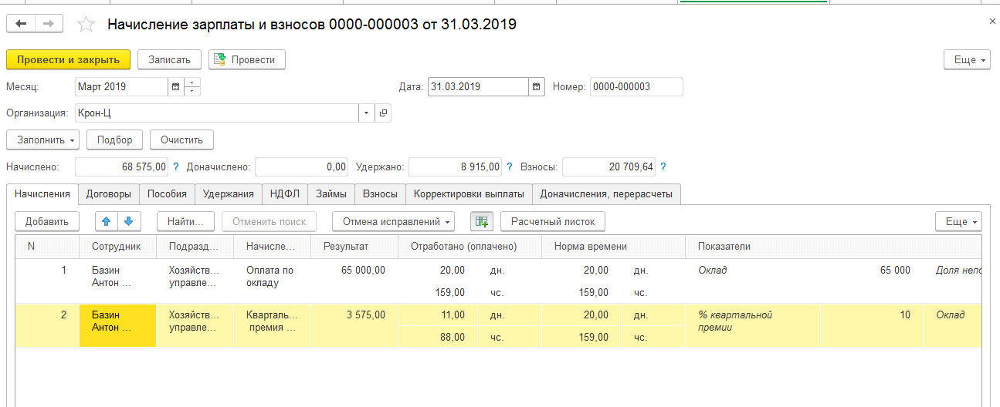 Начисление зарплаты и взносов 0000-000003 от 31.03.2019
Провести и закрыть Записать Провести Еще
Месяц: Март 2019 Дата: 31.03.2019 Номер: 0000-000003
Организация: Крон-Ц
Заполнить Подбор Очистить
Начислено: 68 575,00 ? Доначислено: 0,00 Удержано: 8 915,00 ? Взносы: 20 709,64 ?
Начисления Договоры Пособия Удержания НДФЛ Займы Взносы Корректировки выплаты Доначисления, перерасчеты
Добавить Найти... Отменить поиск Отмена исправлений Расчетный листок Еще
N Сотрудник Подразд... Начисле... Результат Отработано (оплачено) Норма времени Показатели
1 Базин Хозяйств... Оплата по 65 000,00 20,00 дн. 20,00 дн. Оклад 65 000 Доля непо
Антон ... управле... окладу
159,00 чс. 159,00 чс.
2 Базин Хозяйств... Кварталь... 3 575,00 11,00 дн. 20,00 дн. % квартальной 10 Оклад
Антон ... управле... премия ... премии
88,00 чс. 159,00 чс.